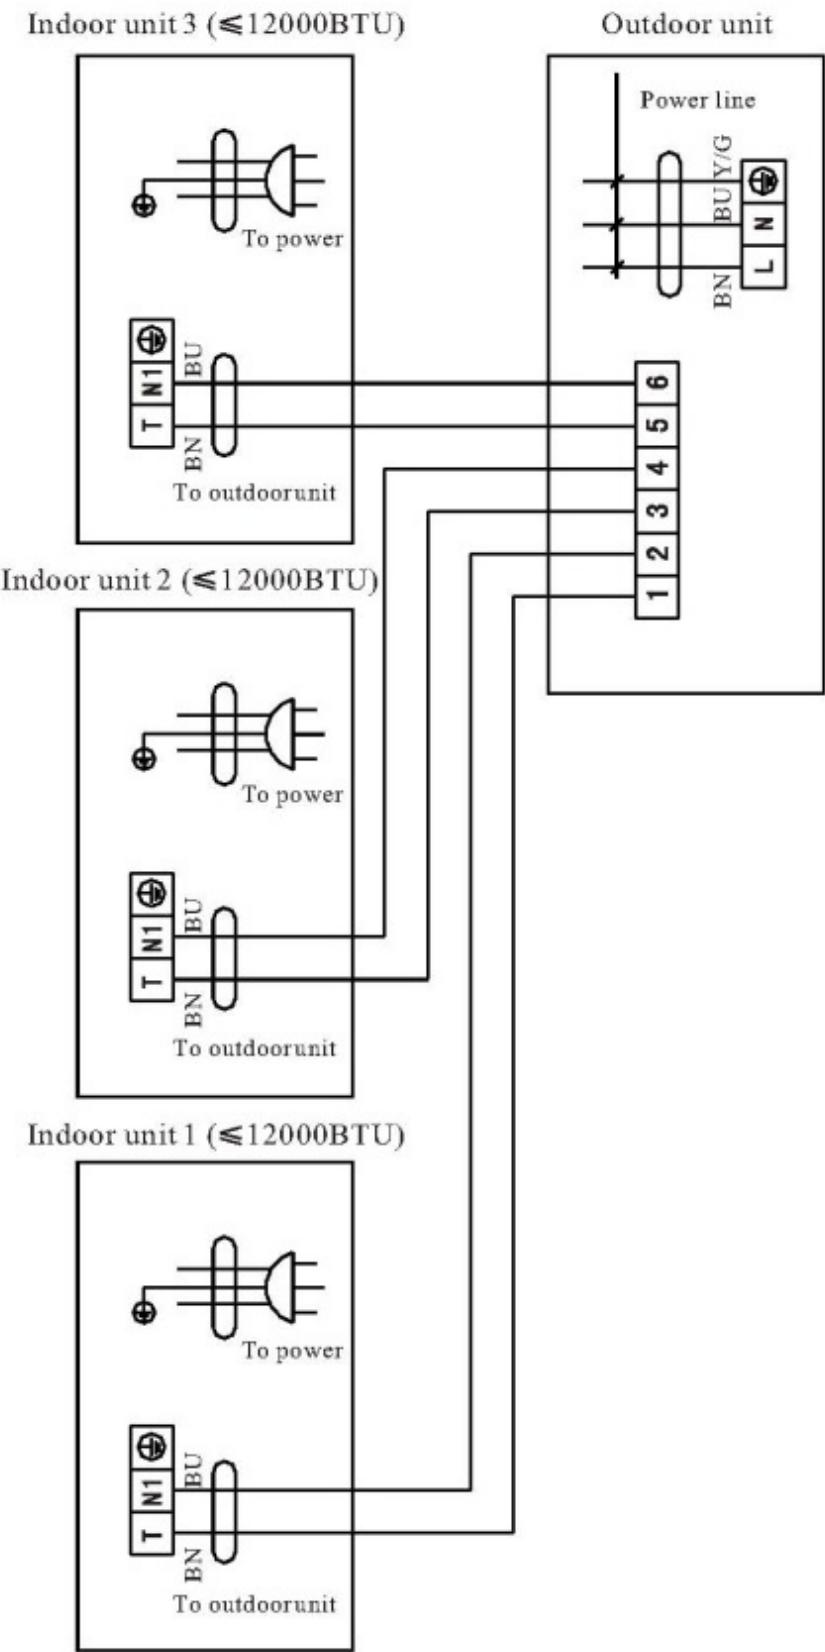 Indoor unit 3 (≤12000BTU)
Outdoor unit
Power line
Y/G
BU
BN
N
L
To power
BU
N1
T
BN
To outdoorunit
6
5
4
3
2
1
Indoor unit 2 (≤12000BTU)
To power
BU
N1
T
BN
To outdoorunit
Indoor unit 1 (≤12000BTU)
To power
BU
N1
T
BN
To outdoorunit